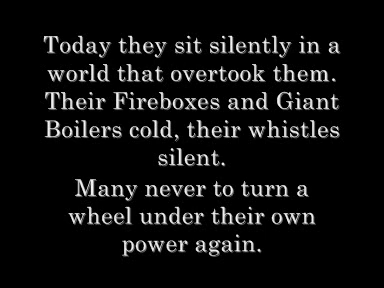 Today they sit silently in a
world that overtook them.
Their Fireboxes and Giant
Boilers cold, their whistles
silent.
Many never to turn a
wheel under their own
power again.